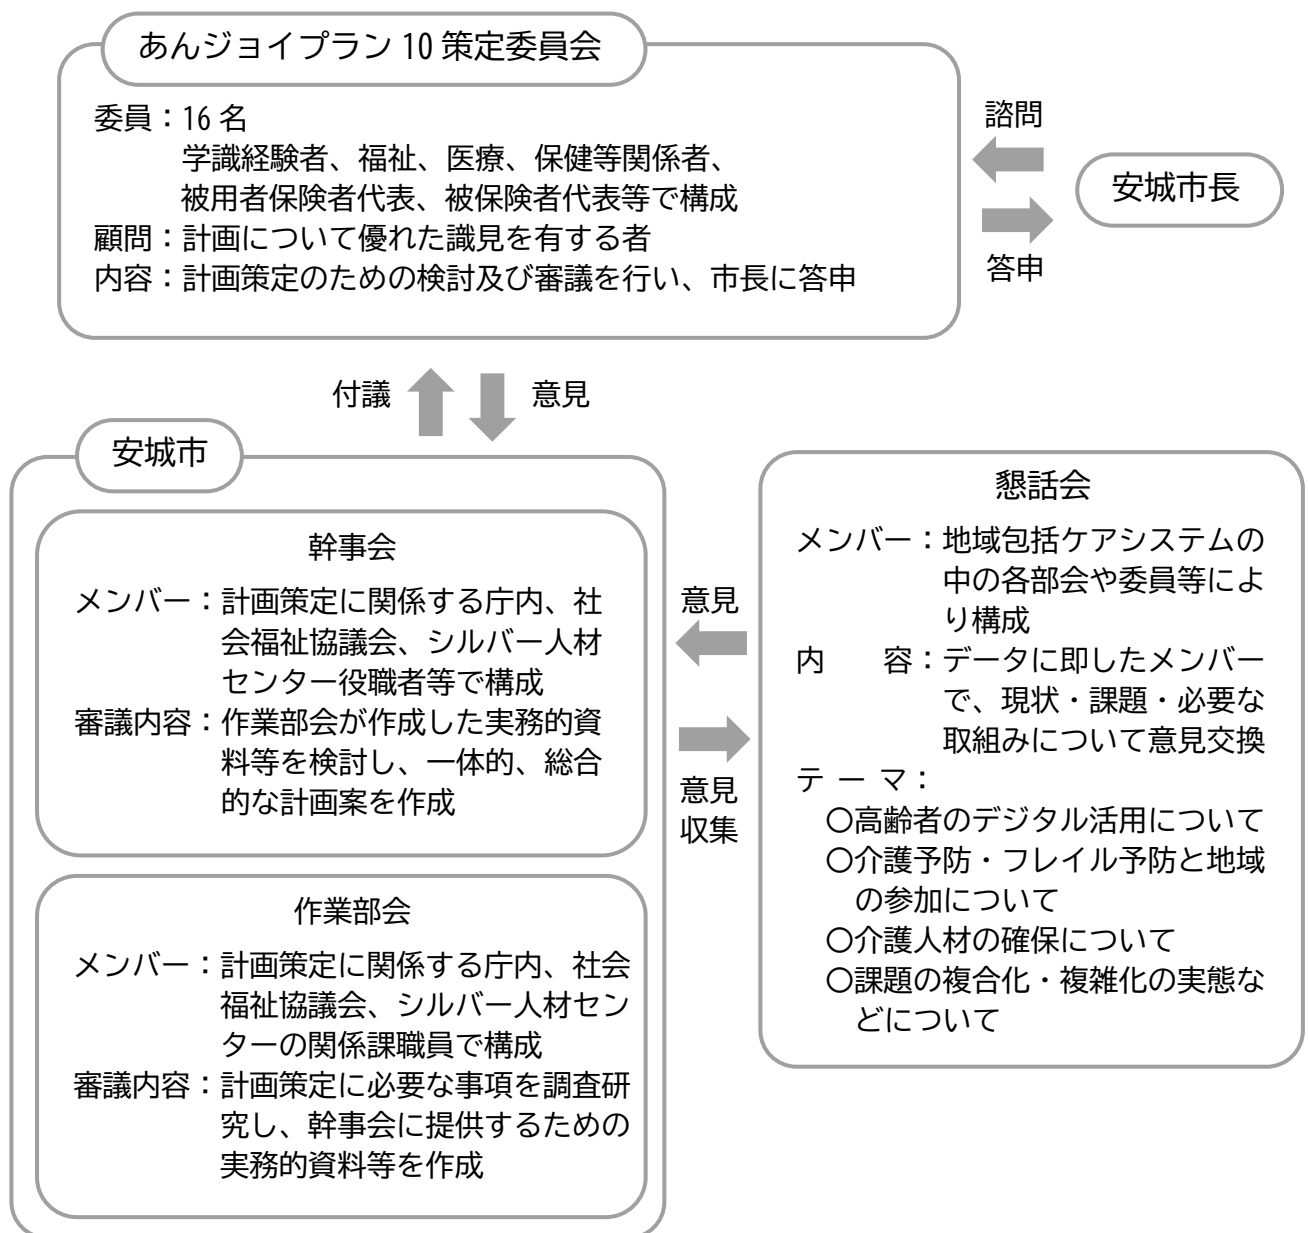 あんジョイプラン 10 策定委員会
委員：16 名
学識経験者、福祉、医療、保健等関係者、
被用者保険者代表、被保険者代表等で構成
顧問：計画について優れた識見を有する者
内容：計画策定のための検討及び審議を行い、市長に答申
諮問
安城市長
答申
付議
意見
安城市
幹事会
メンバー：計画策定に関係する庁内、社
会福祉協議会、シルバー人材
センター役職者等で構成
審議内容：作業部会が作成した実務的資
料等を検討し、一体的、総合
的な計画案を作成
作業部会
メンバー：計画策定に関係する庁内、社会
福祉協議会、シルバー人材セン
ターの関係課職員で構成
審議内容：計画策定に必要な事項を調査研
究し、幹事会に提供するための
実務的資料等を作成
意見
意見
収集
懇話会
メンバー：地域包括ケアシステムの
中の各部会や委員等によ
り構成
内　　容：データに即したメンバー
で、現状・課題・必要な
取組みについて意見交換
テ ー マ：
〇高齢者のデジタル活用について
〇介護予防・フレイル予防と地域
の参加について
〇介護人材の確保について
〇課題の複合化・複雑化の実態な
どについて